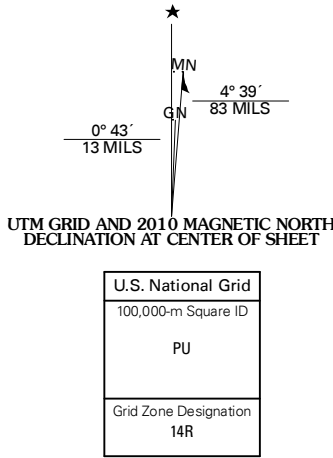 ★
MN
4° 39´
83 MILS
GN
0° 43´
13 MILS
UTM GRID AND 2010 MAGNETIC NORTH
DECLINATION AT CENTER OF SHEET
U.S. National Grid
100,000-m Square ID
PU
Grid Zone Designation
14R